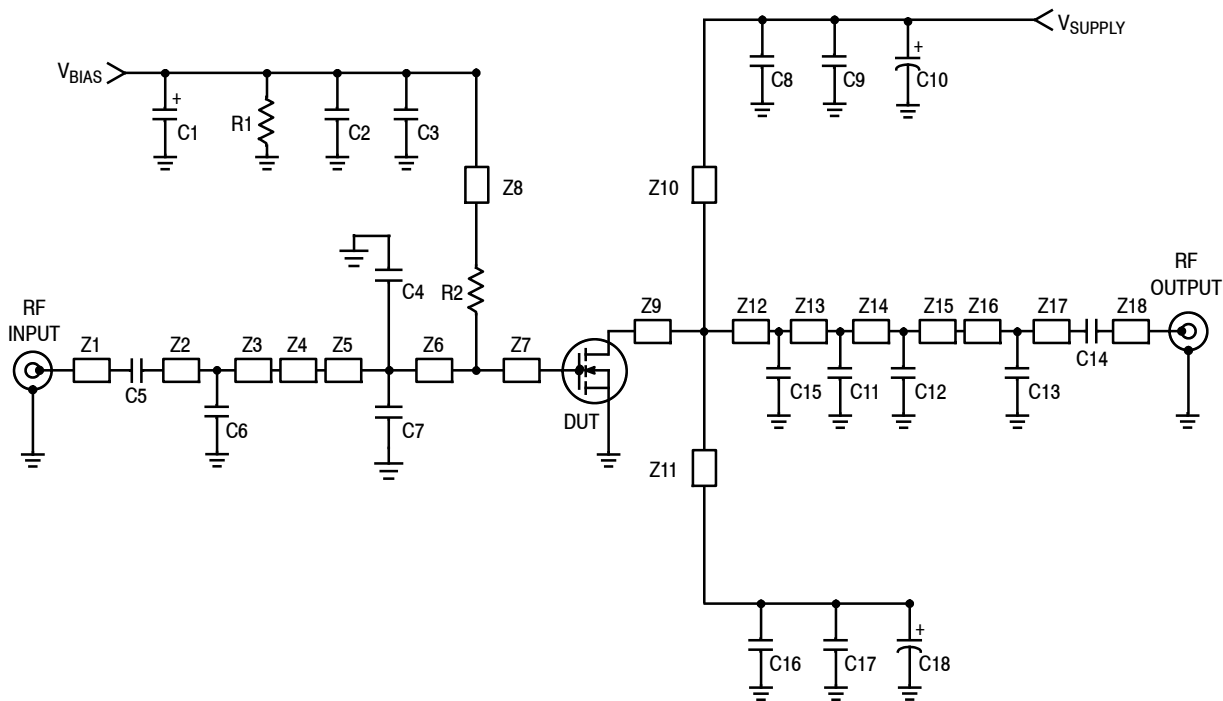 VSUPPLY
+
C8
C9
C10
VBIAS
+
C1
R1
C2
C3
Z8
Z10
C4
R2
RF
INPUT
Z1
C5
Z2
Z3
Z4
Z5
Z6
Z7
C6
C7
DUT
Z9
Z12
Z13
Z14
Z15
Z16
Z17
Z18
RF
OUTPUT
C14
C15
C11
C12
C13
Z11
+
C16
C17
C18